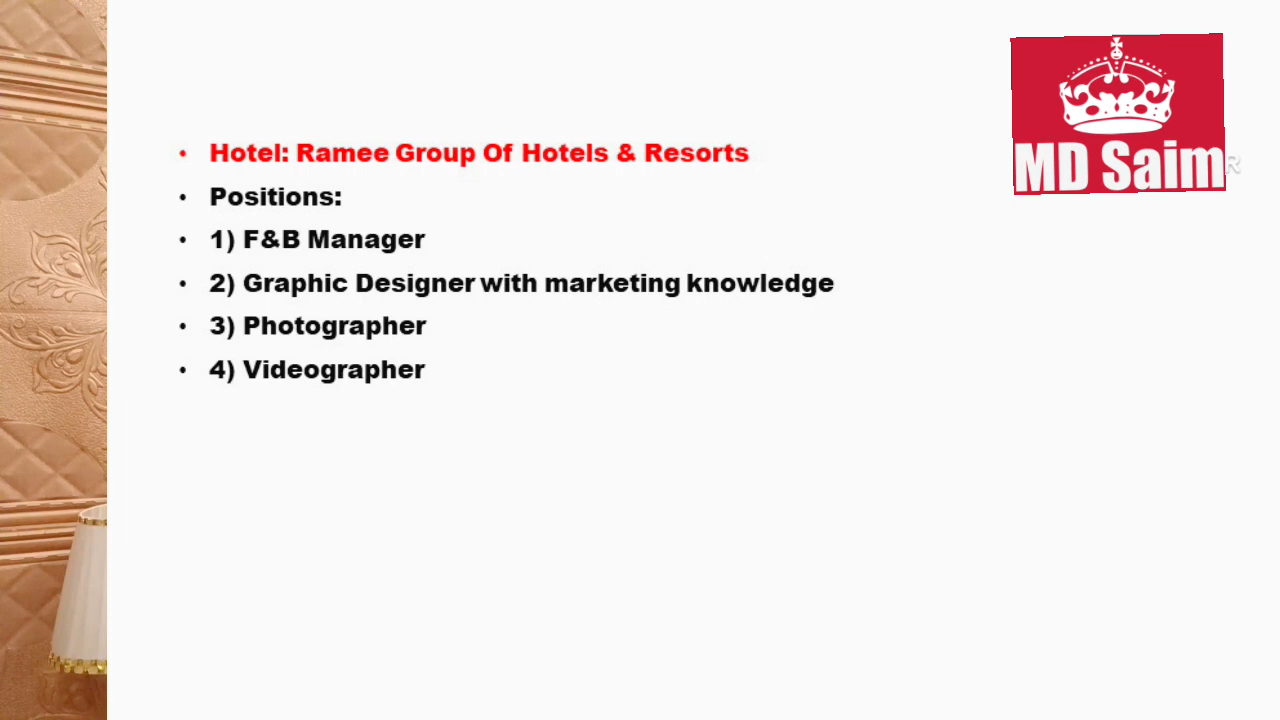 • Hotel: Ramee Group Of Hotels & Resorts
• Positions:
• 1) F&B Manager
• 2) Graphic Designer with marketing knowledge
• 3) Photographer
• 4) Videographer
MD Saim
R